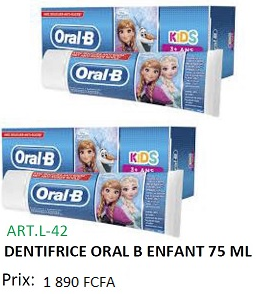 Oral-B
KIDS
3+ ANS
Oral-B
Oral-B
KIDS
3+ ANS
Oral-B
ART.L-42
DENTIFRICE ORAL B ENFANT 75 ML
Prix: 1 890 FCFA